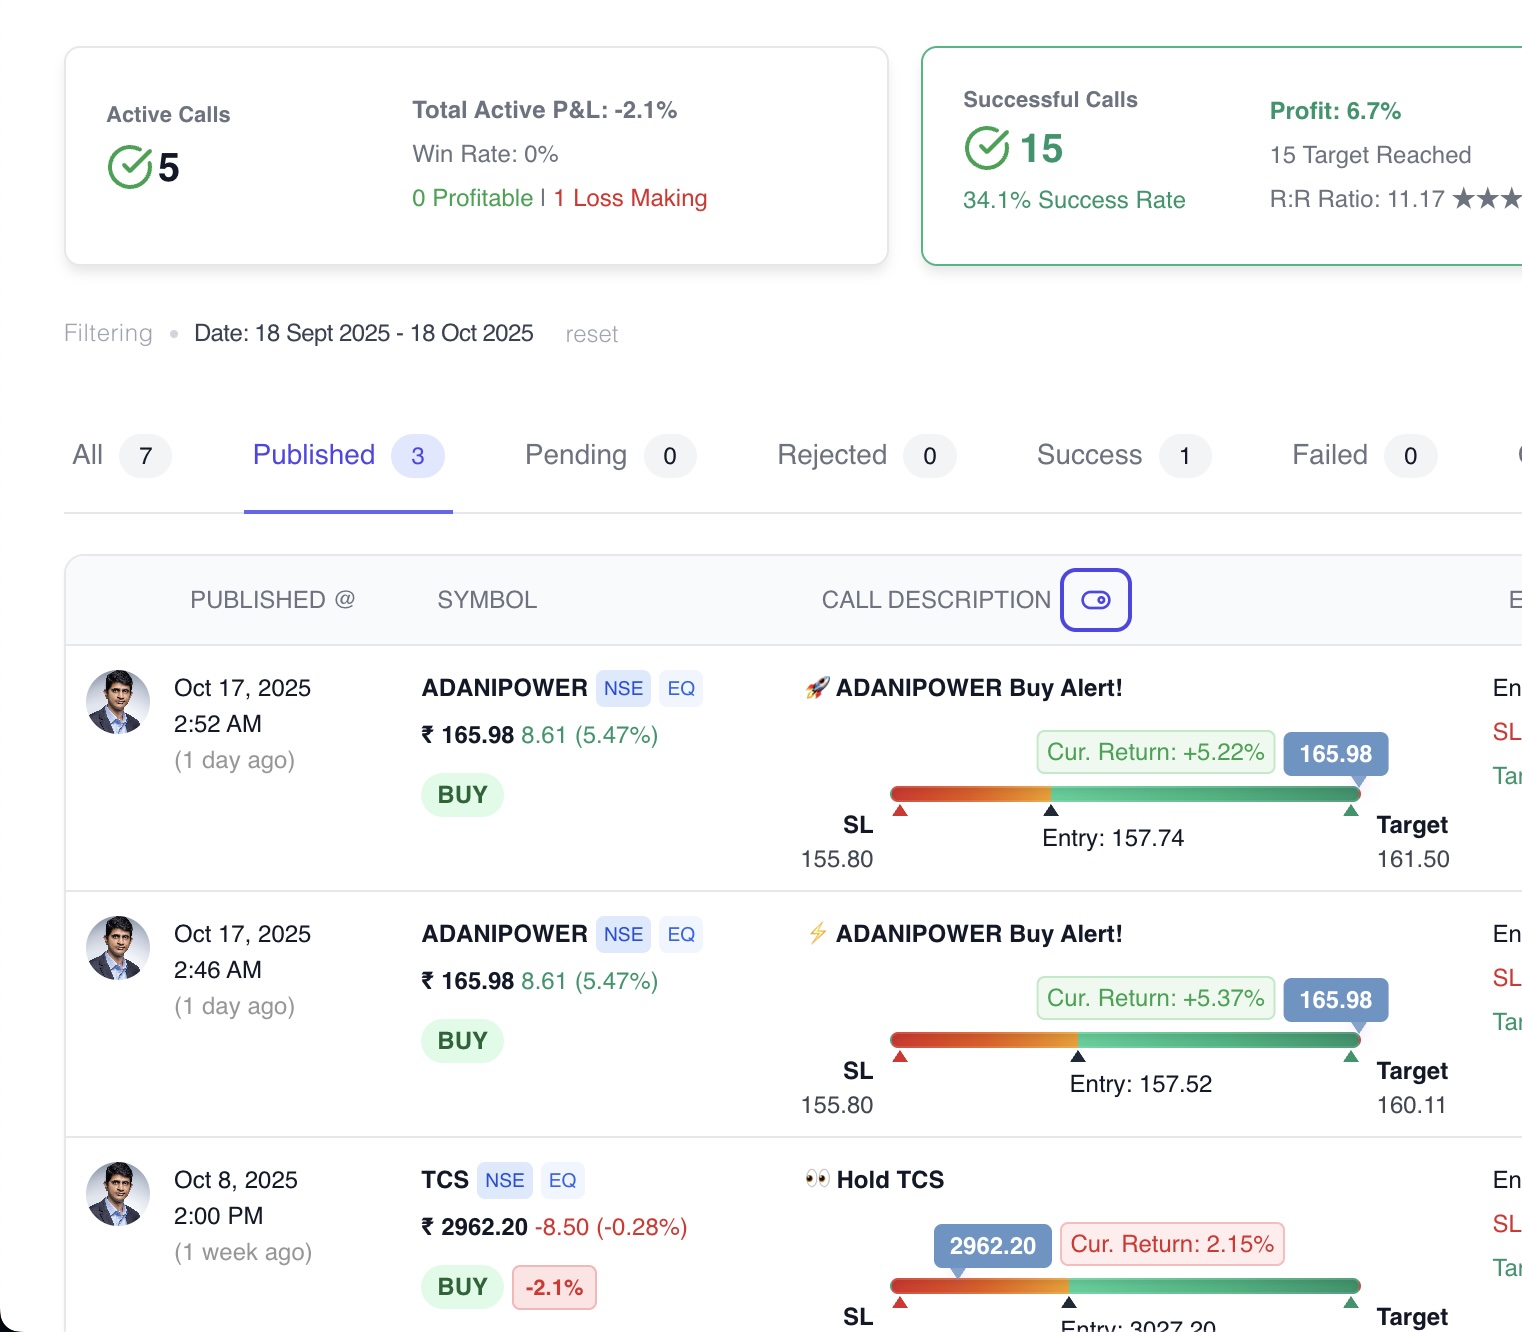 Active Calls
5
Total Active P&L: -2.1%
Win Rate: 0%
0 Profitable | 1 Loss Making
Successful Calls
15
34.1% Success Rate
Profit: 6.7%
15 Target Reached
R:R Ratio: 11.17 ★★★
Filtering • Date: 18 Sept 2025 - 18 Oct 2025 reset
All 7 Published 3 Pending 0 Rejected 0 Success 1 Failed 0
PUBLISHED @ SYMBOL CALL DESCRIPTION E
Oct 17, 2025
2:52 AM
(1 day ago)
ADANIPOWER NSE EQ
₹ 165.98 8.61 (5.47%)
BUY
🚀 ADANIPOWER Buy Alert!
Cur. Return: +5.22% 165.98
SL
155.80
Entry: 157.74
Target
161.50
En
SL
Tar
Oct 17, 2025
2:46 AM
(1 day ago)
ADANIPOWER NSE EQ
₹ 165.98 8.61 (5.47%)
BUY
⚡ ADANIPOWER Buy Alert!
Cur. Return: +5.37% 165.98
SL
155.80
Entry: 157.52
Target
160.11
En
SL
Tar
Oct 8, 2025
2:00 PM
(1 week ago)
TCS NSE EQ
₹ 2962.20 -8.50 (-0.28%)
BUY -2.1%
👀 Hold TCS
2962.20 Cur. Return: 2.15%
SL
Entry: 3027.20
Target
En
SL
Tar